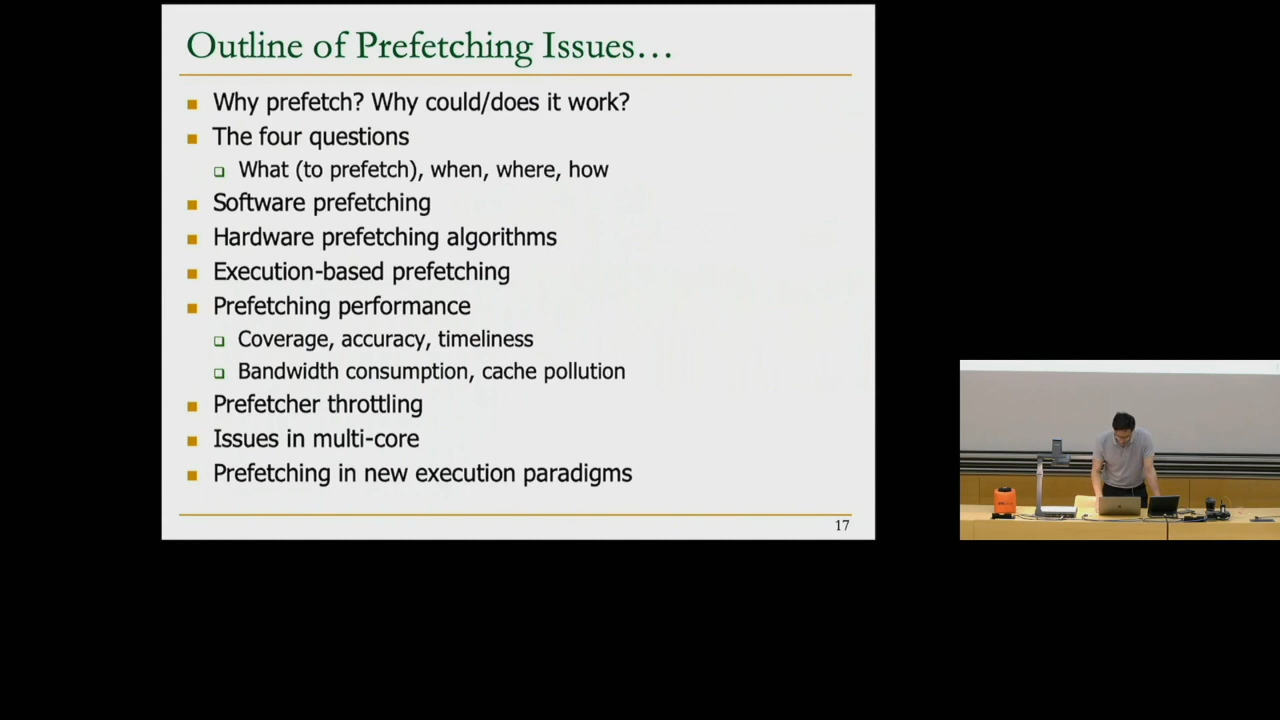 Outline of Prefetching Issues…
Why prefetch? Why could/does it work?
The four questions
What (to prefetch), when, where, how
Software prefetching
Hardware prefetching algorithms
Execution-based prefetching
Prefetching performance
Coverage, accuracy, timeliness
Bandwidth consumption, cache pollution
Prefetcher throttling
Issues in multi-core
Prefetching in new execution paradigms
17